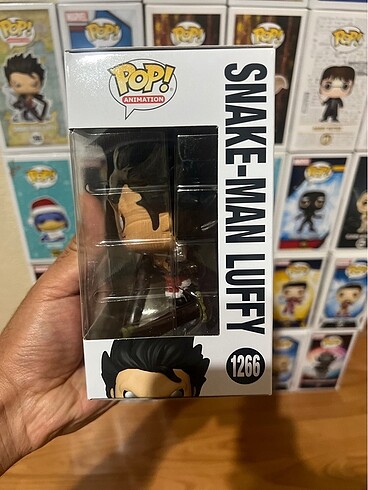 POP!
ANIMATION
SNAKE-MAN LUFFY
1266